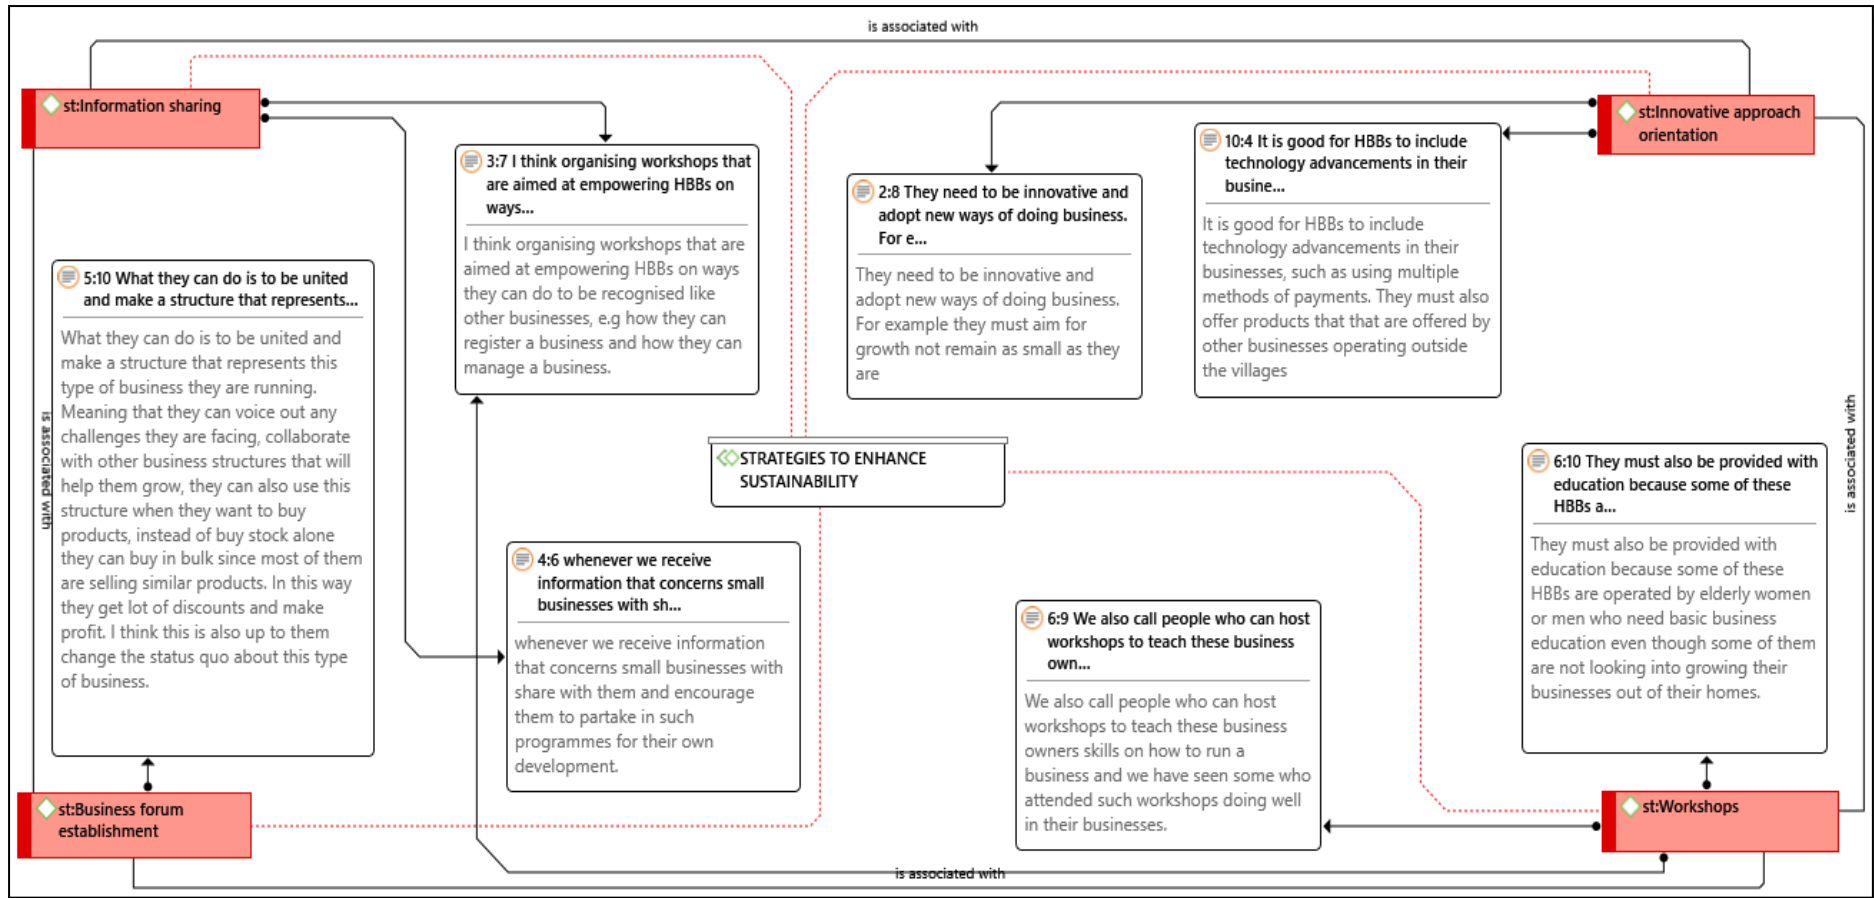 is associated with
st:Information sharing
st:Innovative approach
orientation
3:7 I think organising workshops that
are aimed at empowering HBBs on
ways...
I think organising workshops that are
aimed at empowering HBBs on ways
they can do to be recognised like
other businesses, e.g how they can
register a business and how they can
manage a business.
2:8 They need to be innovative and
adopt new ways of doing business.
For e...
They need to be innovative and
adopt new ways of doing business.
For example they must aim for
growth not remain as small as they
are
10:4 It is good for HBBs to include
technology advancements in their
busine...
It is good for HBBs to include
technology advancements in their
businesses, such as using multiple
methods of payments. They must also
offer products that that are offered by
other businesses operating outside
the villages
5:10 What they can do is to be united
and make a structure that represents...
What they can do is to be united and
make a structure that represents this
type of business they are running.
Meaning that they can voice out any
challenges they are facing, collaborate
with other business structures that will
help them grow, they can also use this
structure when they want to buy
products, instead of buy stock alone
they can buy in bulk since most of them
are selling similar products. In this way
they get lot of discounts and make
profit. I think this is also up to them
change the status quo about this type
of business.
is associated with
STRATEGIES TO ENHANCE
SUSTAINABILITY
is associated with
4:6 whenever we receive
information that concerns small
businesses with sh...
whenever we receive information
that concerns small businesses with
share with them and encourage
them to partake in such
programmes for their own
development.
6:9 We also call people who can host
workshops to teach these business
own...
We also call people who can host
workshops to teach these business
owners skills on how to run a
business and we have seen some who
attended such workshops doing well
in their businesses.
6:10 They must also be provided with
education because some of these
HBBs a...
They must also be provided with
education because some of these
HBBs are operated by elderly women
or men who need basic business
education even though some of them
are not looking into growing their
businesses out of their homes.
st:Business forum
establishment
st:Workshops
is associated with